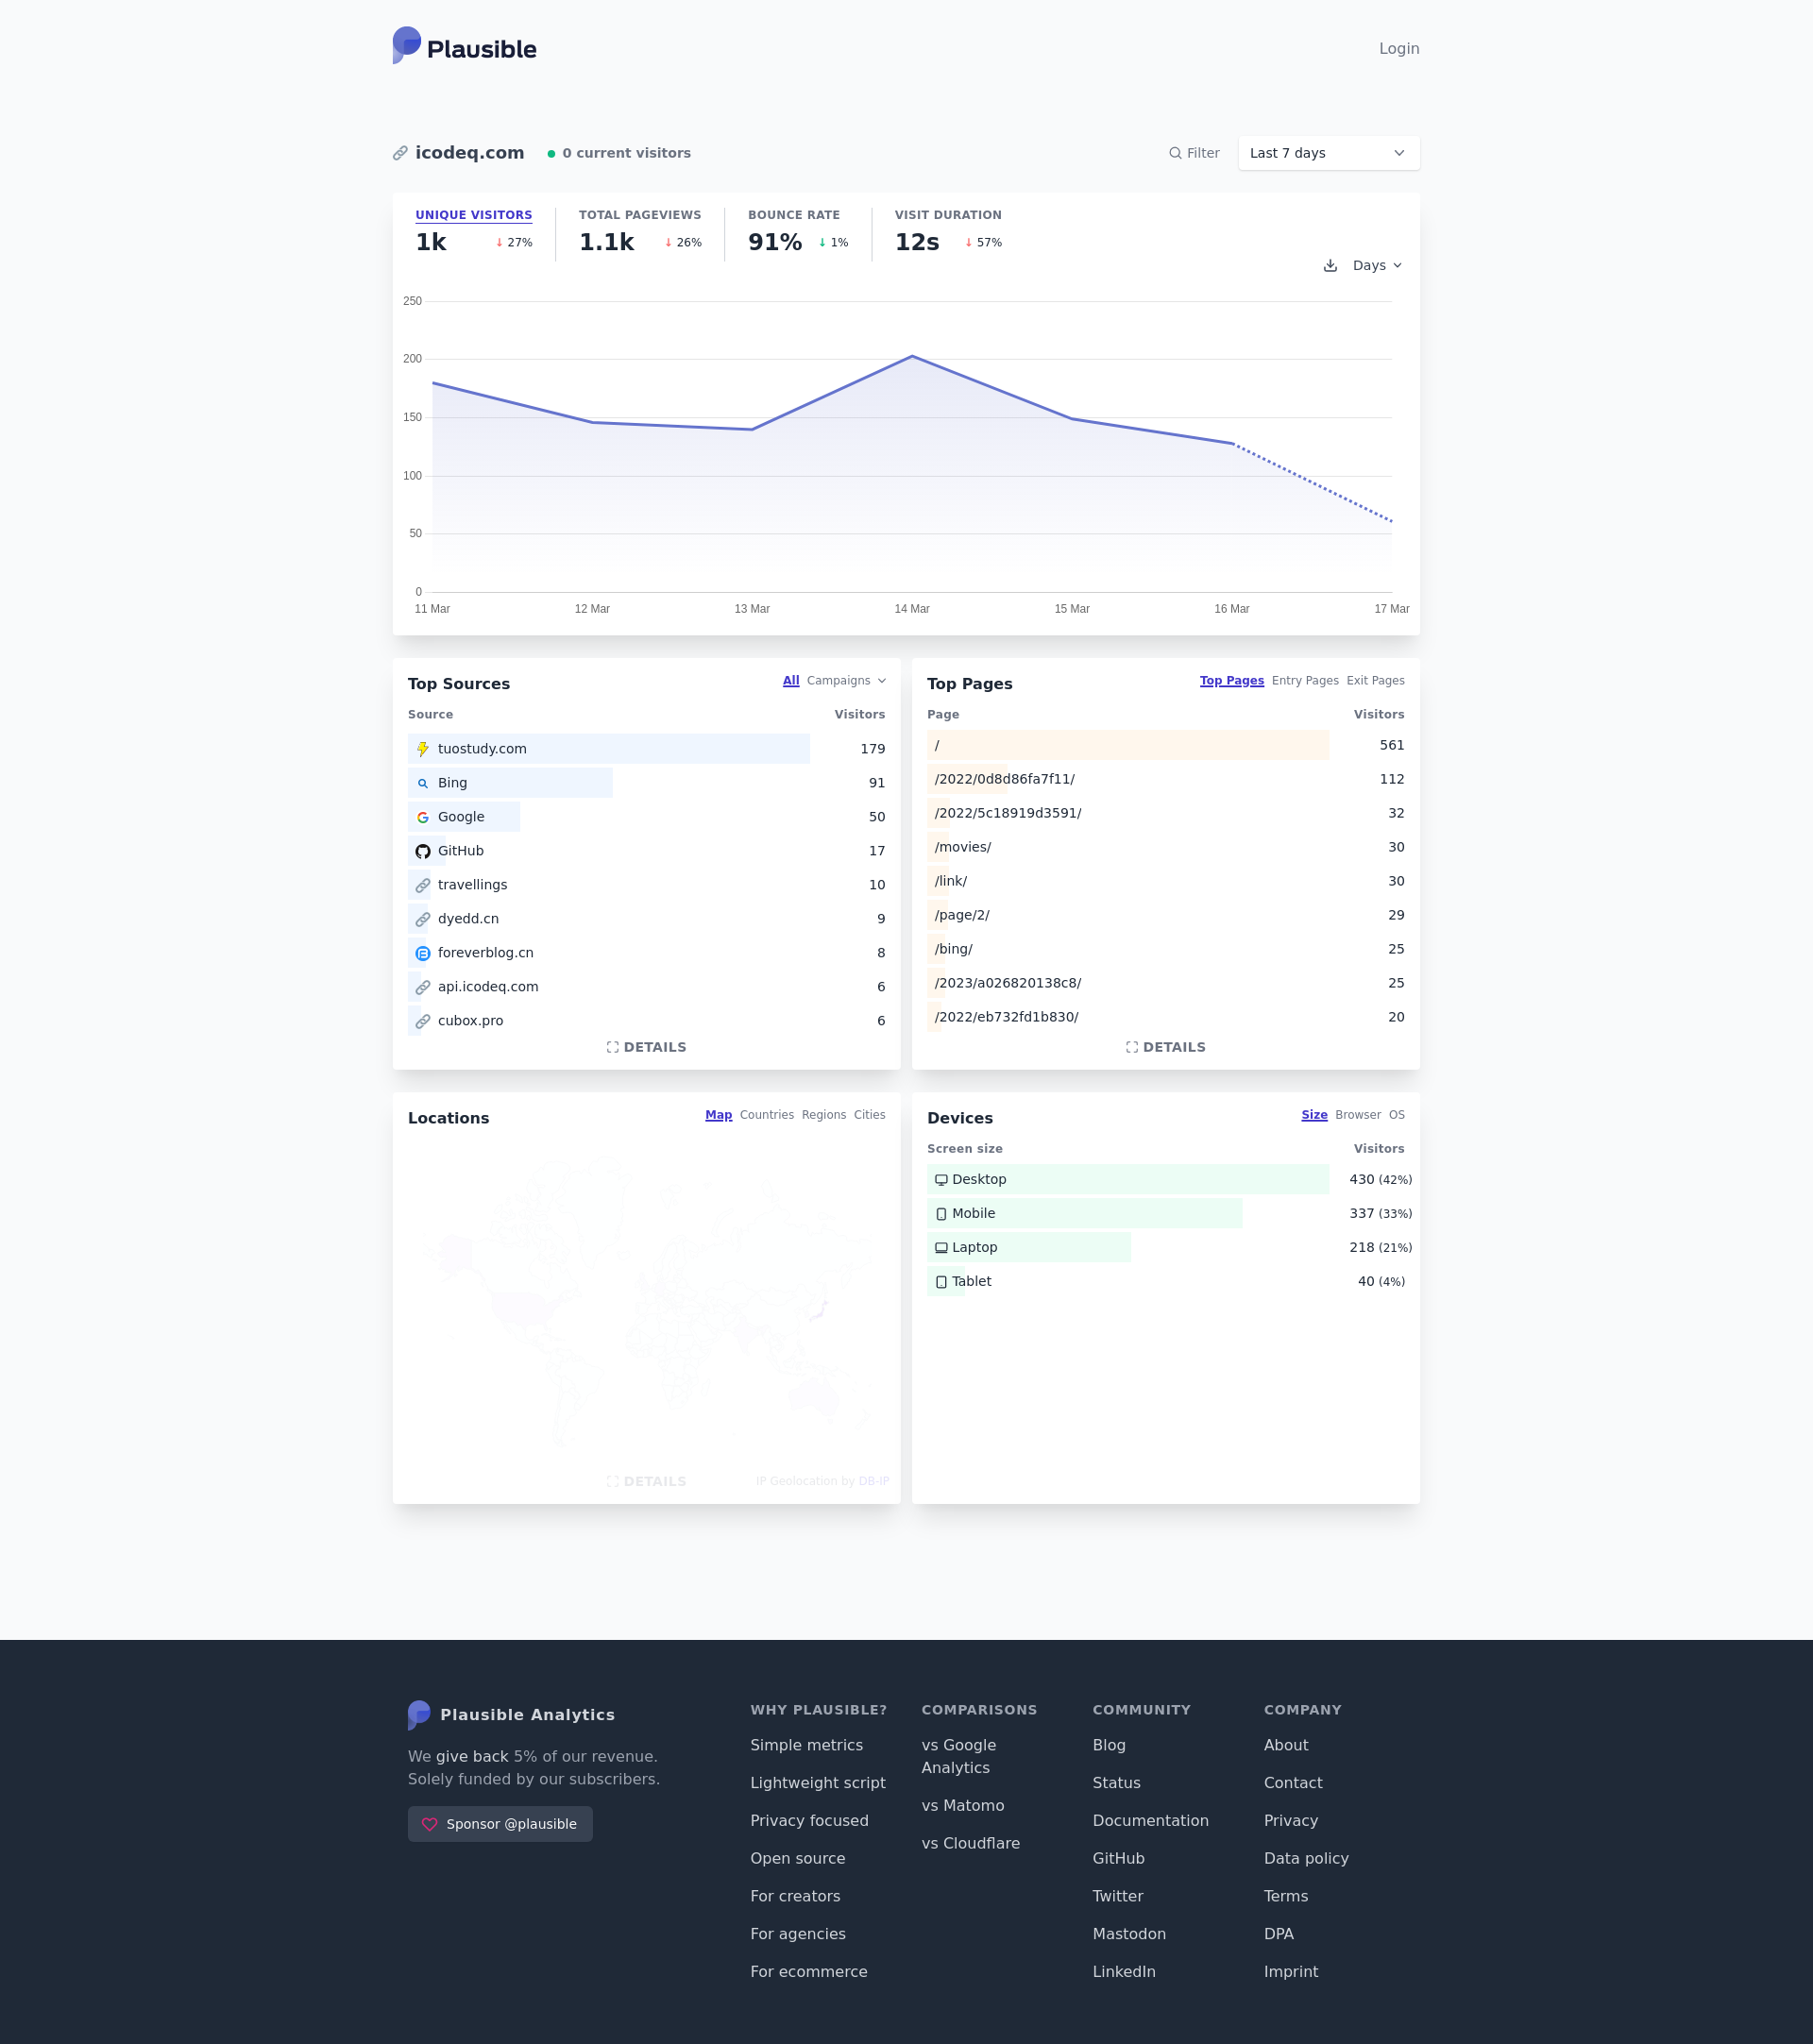 Plausible
Login
icodeq.com
0 current visitors
Filter
Last 7 days
UNIQUE VISITORS
1k ↓ 27%
TOTAL PAGEVIEWS
1.1k ↓ 26%
BOUNCE RATE
91% ↓ 1%
VISIT DURATION
12s ↓ 57%
Days
250
200
150
100
50
0
11 Mar 12 Mar 13 Mar 14 Mar 15 Mar 16 Mar 17 Mar
Top Sources
All Campaigns
Source Visitors
tuostudy.com 179
Bing 91
Google 50
GitHub 17
travellings 10
dyedd.cn 9
foreverblog.cn 8
api.icodeq.com 6
cubox.pro 6
DETAILS
Top Pages
Top Pages Entry Pages Exit Pages
Page Visitors
/ 561
/2022/0d8d86fa7f11/ 112
/2022/5c18919d3591/ 32
/movies/ 30
/link/ 30
/page/2/ 29
/bing/ 25
/2023/a026820138c8/ 25
/2022/eb732fd1b830/ 20
DETAILS
Locations
Map Countries Regions Cities
DETAILS
IP Geolocation by DB-IP
Devices
Size Browser OS
Screen size Visitors
Desktop 430 (42%)
Mobile 337 (33%)
Laptop 218 (21%)
Tablet 40 (4%)
Plausible Analytics
We give back 5% of our revenue.
Solely funded by our subscribers.
Sponsor @plausible
WHY PLAUSIBLE?
Simple metrics
Lightweight script
Privacy focused
Open source
For creators
For agencies
For ecommerce
COMPARISONS
vs Google
Analytics
vs Matomo
vs Cloudflare
COMMUNITY
Blog
Status
Documentation
GitHub
Twitter
Mastodon
LinkedIn
COMPANY
About
Contact
Privacy
Data policy
Terms
DPA
Imprint